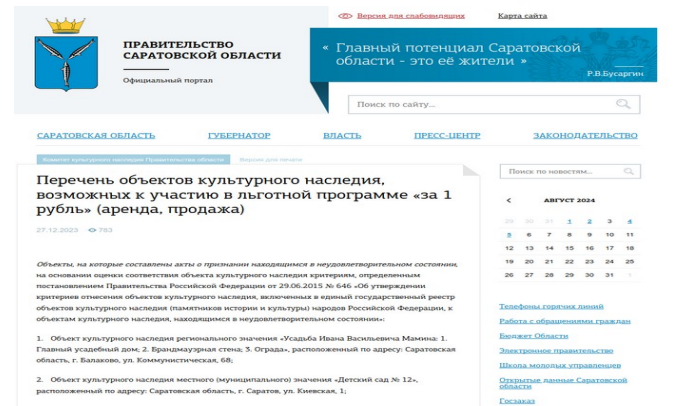 Версия для слабовидящих
Карта сайта
ПРАВИТЕЛЬСТВО
САРАТОВСКОЙ ОБЛАСТИ
Официальный портал
« Главный потенциал Саратовской
области - это её жители »
Р.В.Бусаргин
Поиск по сайту...
САРАТОВСКАЯ ОБЛАСТЬ
ГУБЕРНАТОР
ВЛАСТЬ
ПРЕСС-ЦЕНТР
ЗАКОНОДАТЕЛЬСТВО
Комитет культурного наследия Правительства области
Версия для печати
Перечень объектов культурного наследия,
возможных к участию в льготной программе «за 1
рубль» (аренда, продажа)
27.12.2023 783
Объекты, на которые составлены акты о признании находящимся в неудовлетворительном состоянии,
на основании оценки соответствия объекта культурного наследия критериям, определенным
постановлением Правительства Российской Федерации от 29.06.2015 № 646 «Об утверждении
критериев отнесения объектов культурного наследия, включенных в единый государственный реестр
объектов культурного наследия (памятников истории и культуры) народов Российской Федерации, к
объектам культурного наследия, находящимся в неудовлетворительном состоянии»:
1. Объект культурного наследия регионального значения «Усадьба Ивана Васильевича Мамина: 1.
Главный усадебный дом; 2. Брандмауэрная стена; 3. Ограда», расположенный по адресу: Саратовская
область, г. Балаково, ул. Коммунистическая, 68;
2. Объект культурного наследия местного (муниципального) значения «Детский сад № 12»,
расположенный по адресу: Саратовская область, г. Саратов, ул. Киевская, 1;
Поиск по новостям...
< АВГУСТ 2024
29 30 31 1 2 3 4
5 6 7 8 9 10 11
12 13 14 15 16 17 18
19 20 21 22 23 24 25
26 27 28 29 30 31 1
Телефоны горячих линий
Работа с обращениями граждан
Бюджет Области
Электронное правительство
Школа молодых управленцев
Открытые данные Саратовской
области
Госзаказ